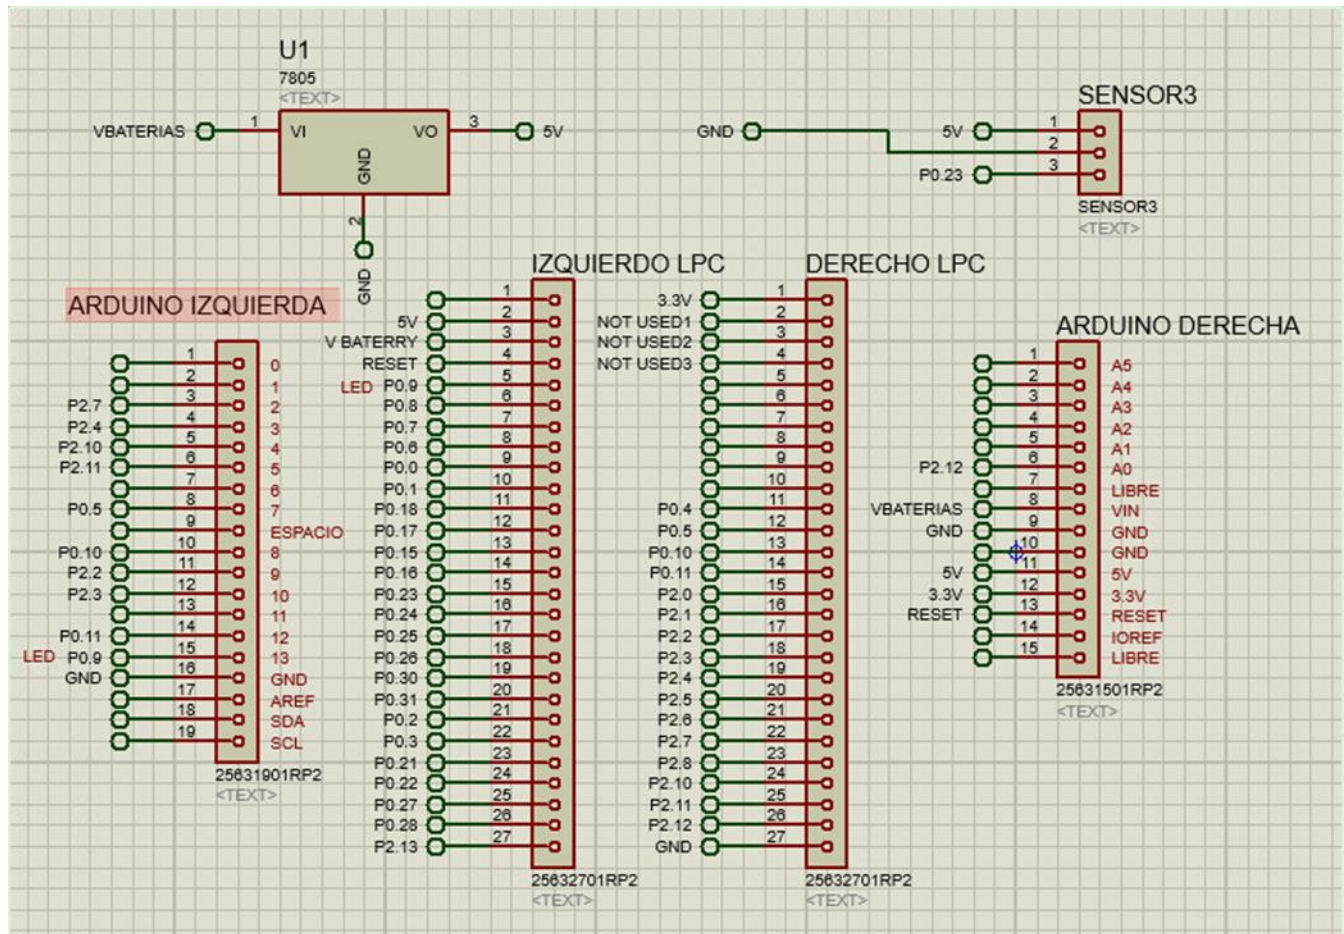 U1
7805
<TEXT>
VBATERIAS 1 VI VO 3 5V
GND
2
GND
SENSOR3
GND 5V 1
2
P0.23 3
SENSOR3
<TEXT>
ARDUINO IZQUIERDA
1 0
2 1
P2.7 3 2
P2.4 4 3
P2.10 5 4
P2.11 6 5
7 6
P0.5 8 7
9 ESPACIO
P0.10 10 8
P2.2 11 9
P2.3 12 10
13 11
P0.11 14 12
LED P0.9 15 13
GND 16 GND
17 AREF
18 SDA
19 SCL
25631901RP2
<TEXT>
IZQUIERDO LPC
1
5V 2
V BATERRY 3
RESET 4
LED P0.9 5
P0.8 6
P0.7 7
P0.6 8
P0.0 9
P0.1 10
P0.18 11
P0.17 12
P0.15 13
P0.16 14
P0.23 15
P0.24 16
P0.25 17
P0.26 18
P0.30 19
P0.31 20
P0.2 21
P0.3 22
P0.21 23
P0.22 24
P0.27 25
P0.28 26
P2.13 27
25632701RP2
<TEXT>
DERECHO LPC
3.3V 1
NOT USED1 2
NOT USED2 3
NOT USED3 4
5
6
7
8
9
10
P0.4 11
P0.5 12
P0.10 13
P0.11 14
P2.0 15
P2.1 16
P2.2 17
P2.3 18
P2.4 19
P2.5 20
P2.6 21
P2.7 22
P2.8 23
P2.10 24
P2.11 25
P2.12 26
GND 27
25632701RP2
<TEXT>
ARDUINO DERECHA
1 A5
2 A4
3 A3
4 A2
5 A1
P2.12 6 A0
7 LIBRE
VBATERIAS 8 VIN
GND 9 GND
10 GND
5V 11 5V
3.3V 12 3.3V
RESET 13 RESET
14 IOREF
15 LIBRE
25631501RP2
<TEXT>